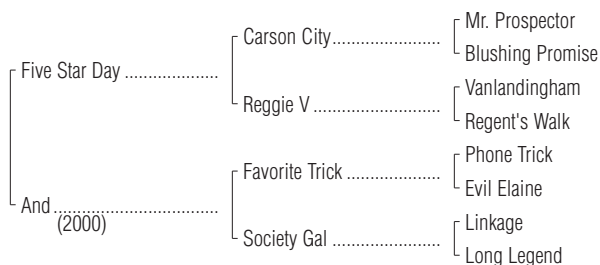 Mr. Prospector
Carson City
Blushing Promise
Five Star Day
Vanlandingham
Reggie V
Regent's Walk
Phone Trick
Favorite Trick
Evil Elaine
And
(2000)
Linkage
Society Gal
Long Legend